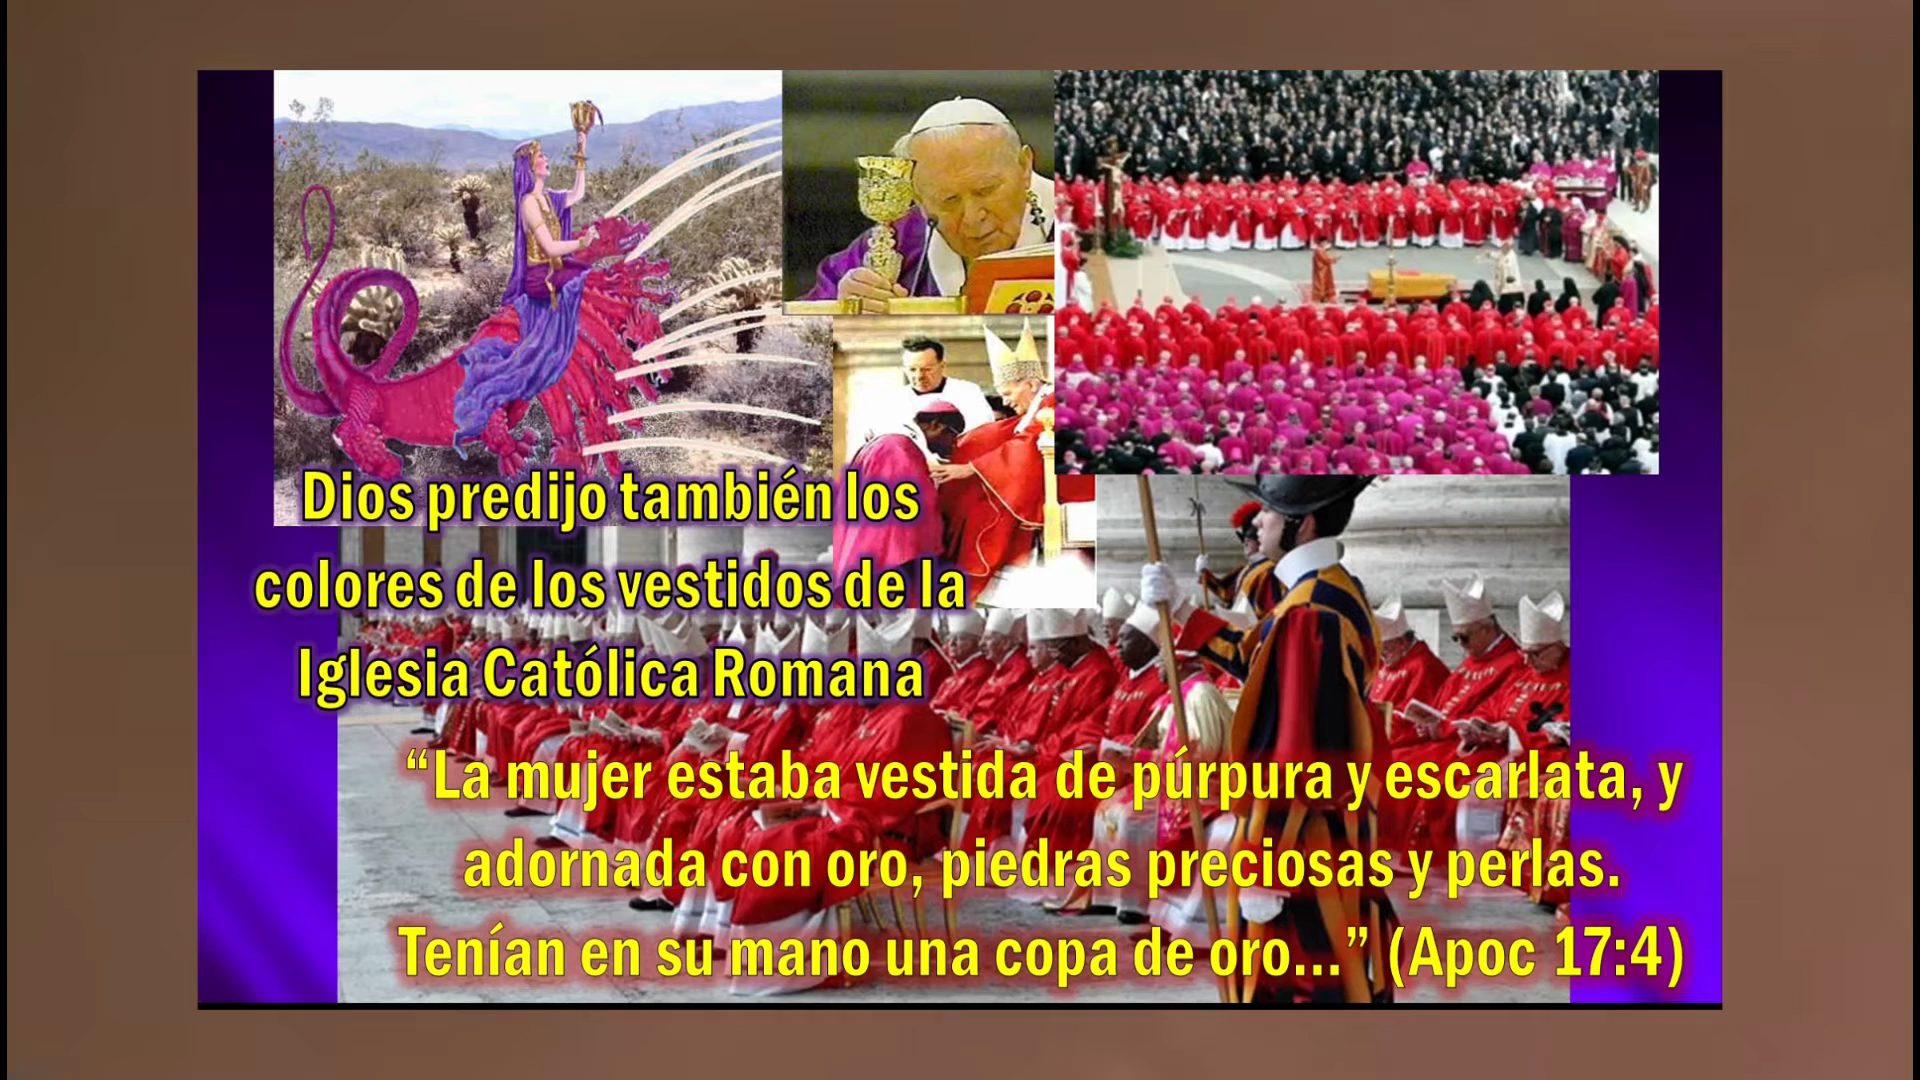 Dios predijo también los
colores de los vestidos de la
Iglesia Católica Romana
“La mujer estaba vestida de púrpura y escarlata, y
adornada con oro, piedras preciosas y perlas.
Tenían en su mano una copa de oro...” (Apoc 17:4)